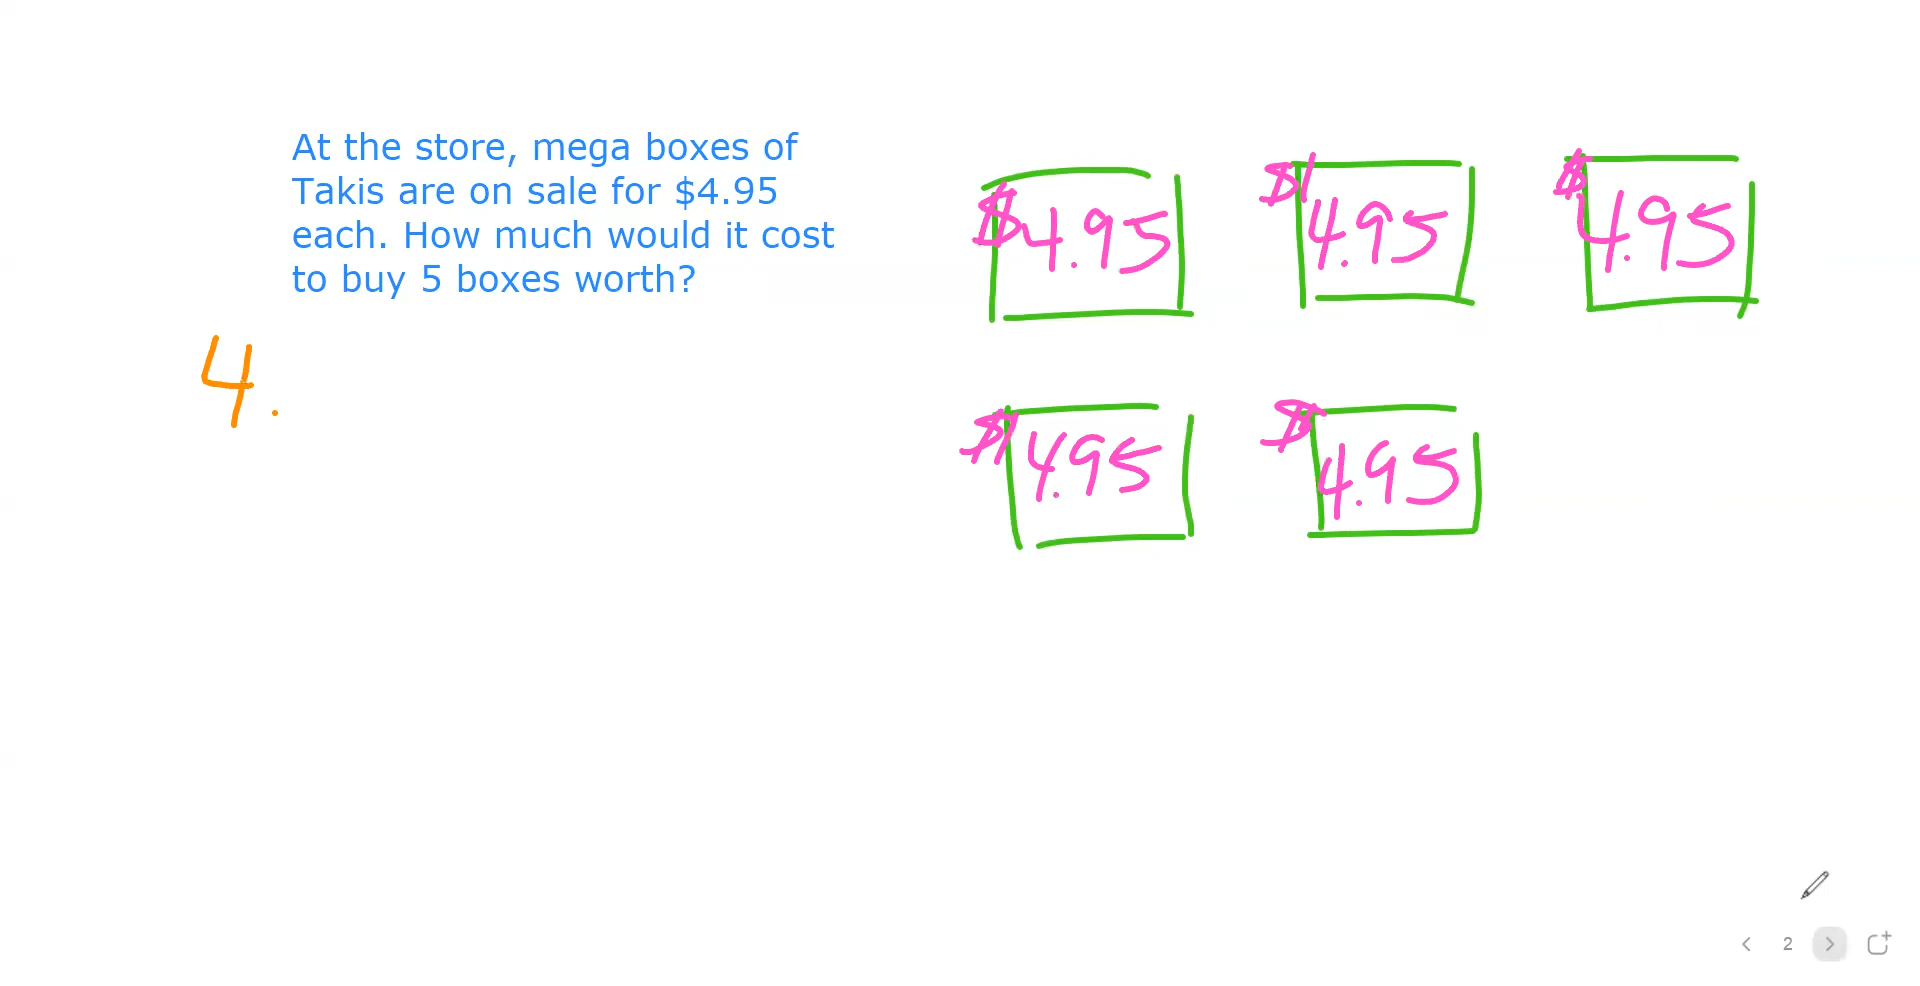 At the store, mega boxes of
Takis are on sale for $4.95
each. How much would it cost
to buy 5 boxes worth?
4.
$4.95 $4.95 $4.95
$4.95 $4.95
2